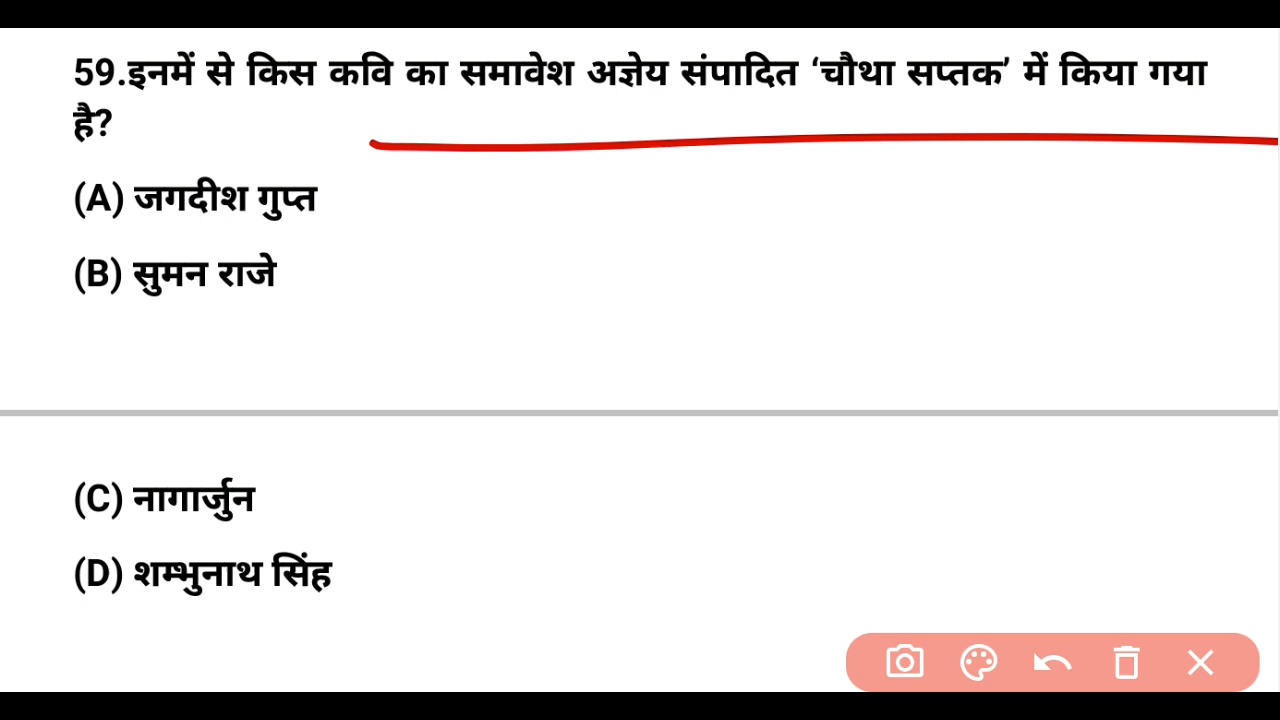 59.इनमें से किस कवि का समावेश अज्ञेय संपादित ‘चौथा सप्तक’ में किया गया
है?
(A) जगदीश गुप्त
(B) सुमन राजे
(C) नागार्जुन
(D) शम्भुनाथ सिंह